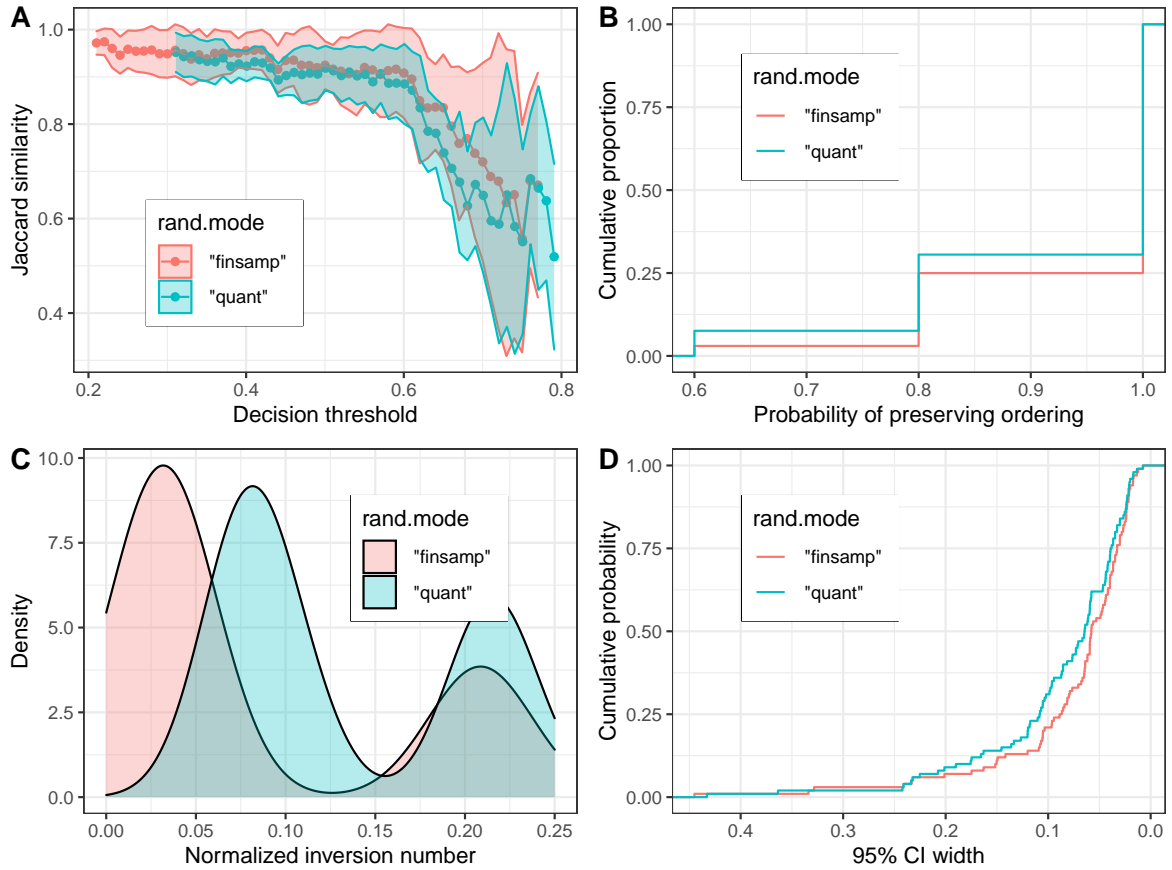 A
1.0
0.8
0.6
0.4
Jaccard similarity
rand.mode
"finsamp"
"quant"
0.2
0.4
0.6
0.8
Decision threshold
B
1.00
0.75
0.50
0.25
0.00
Cumulative proportion
rand.mode
"finsamp"
"quant"
0.6
0.7
0.8
0.9
1.0
Probability of preserving ordering
C
10.0
7.5
5.0
2.5
0.0
Density
rand.mode
"finsamp"
"quant"
0.00
0.05
0.10
0.15
0.20
0.25
Normalized inversion number
D
1.00
0.75
0.50
0.25
0.00
Cumulative probability
rand.mode
"finsamp"
"quant"
0.4
0.3
0.2
0.1
0.0
95% CI width